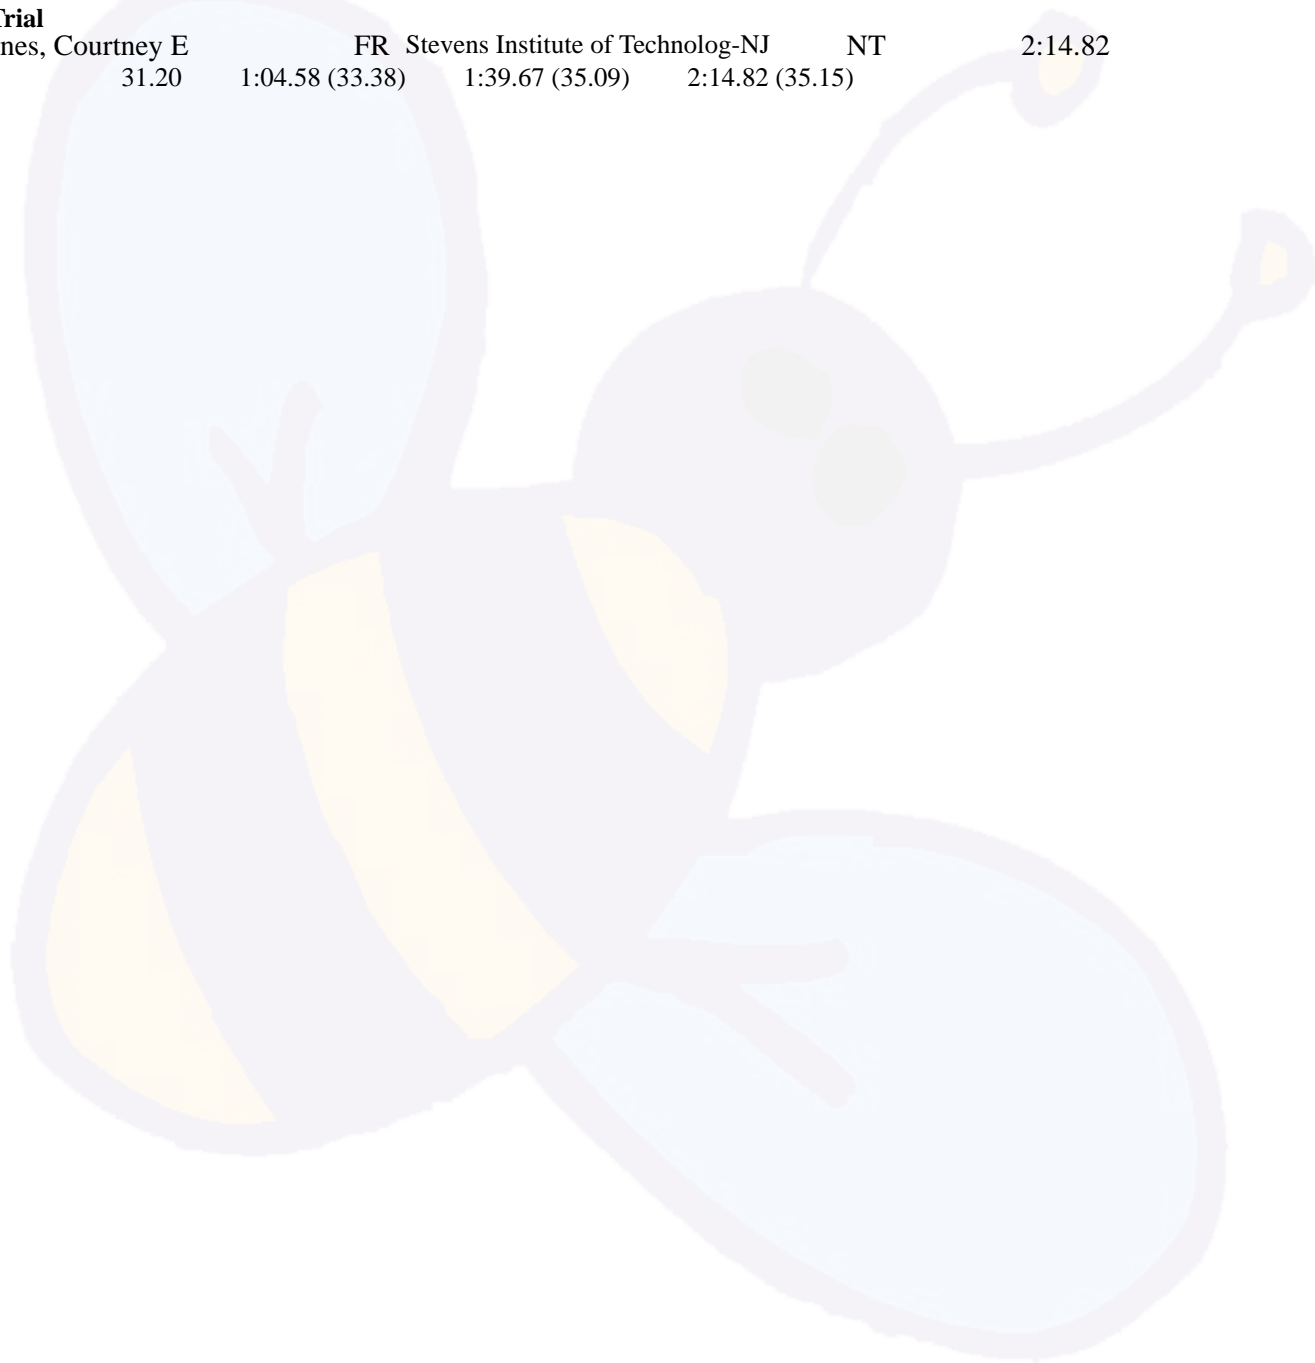 Trial
nes, Courtney E FR Stevens Institute of Technolog-NJ NT 2:14.82
31.20 1:04.58 (33.38) 1:39.67 (35.09) 2:14.82 (35.15)